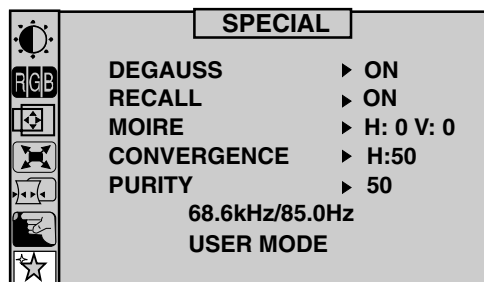 SPECIAL
RGB
DEGAUSS ▶ ON
RECALL ▶ ON
MOIRE ▶ H: 0 V: 0
CONVERGENCE ▶ H:50
PURITY ▶ 50
68.6kHz/85.0Hz
USER MODE